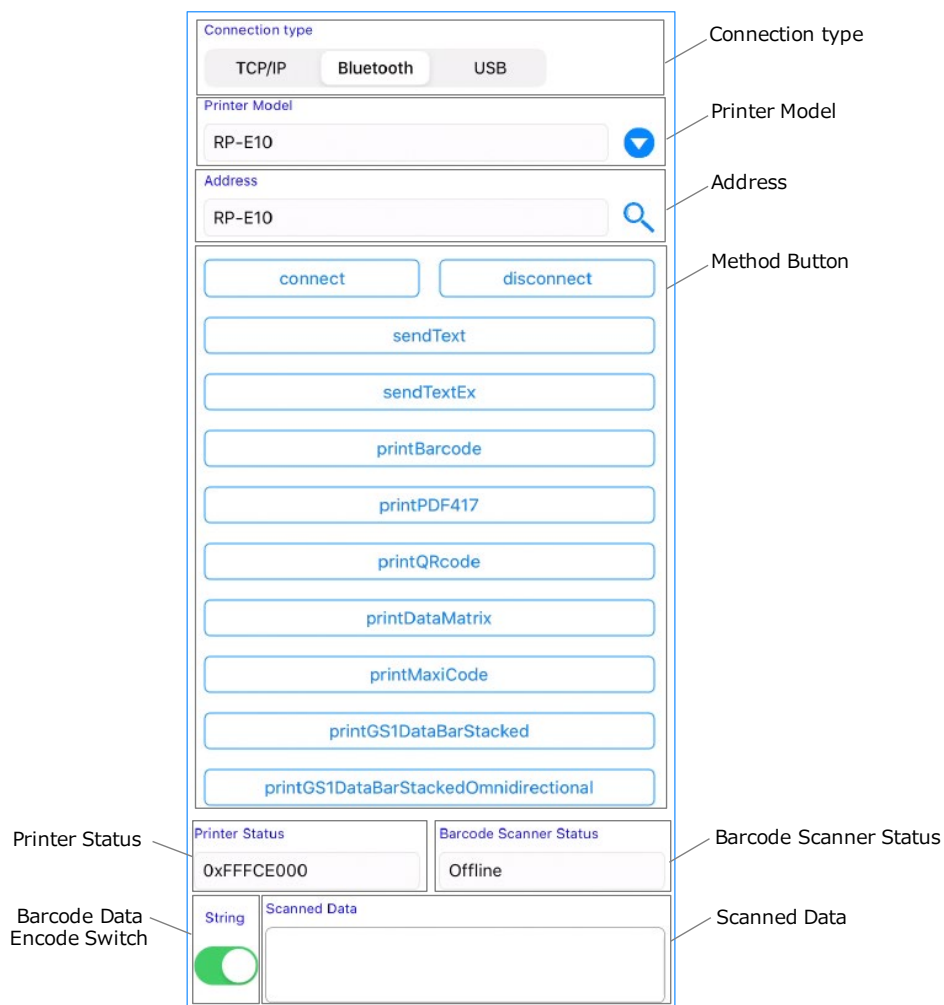 Connection type
TCP/IP Bluetooth USB
Connection type
Printer Model
RP-E10
Printer Model
Address
RP-E10
Address
connect disconnect
Method Button
sendText
sendTextEx
printBarcode
printPDF417
printQRcode
printDataMatrix
printMaxiCode
printGS1DataBarStacked
printGS1DataBarStackedOmnidirectional
Printer Status
Printer Status
0xFFFCE000
Barcode Scanner Status
Offline
Barcode Scanner Status
Barcode Data
Encode Switch
String
Scanned Data
Scanned Data